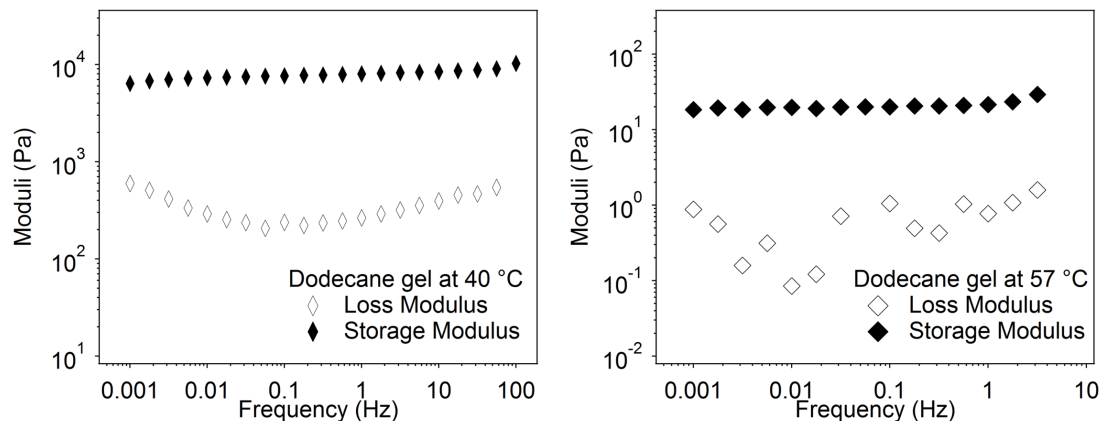 Moduli (Pa)
10^4
10^3
10^2
10^1
Dodecane gel at 40 °C
Loss Modulus
Storage Modulus
0.001 0.01 0.1 1 10 100
Frequency (Hz)
Moduli (Pa)
10^2
10^1
10^0
10^-1
10^-2
Dodecane gel at 57 °C
Loss Modulus
Storage Modulus
0.001 0.01 0.1 1 10
Frequency (Hz)